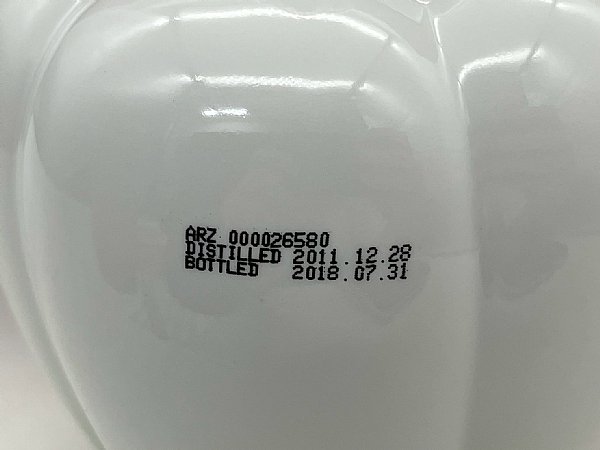 ARZ 000026580
DISTILLED 2011.12.28
BOTTLED 2018.07.31